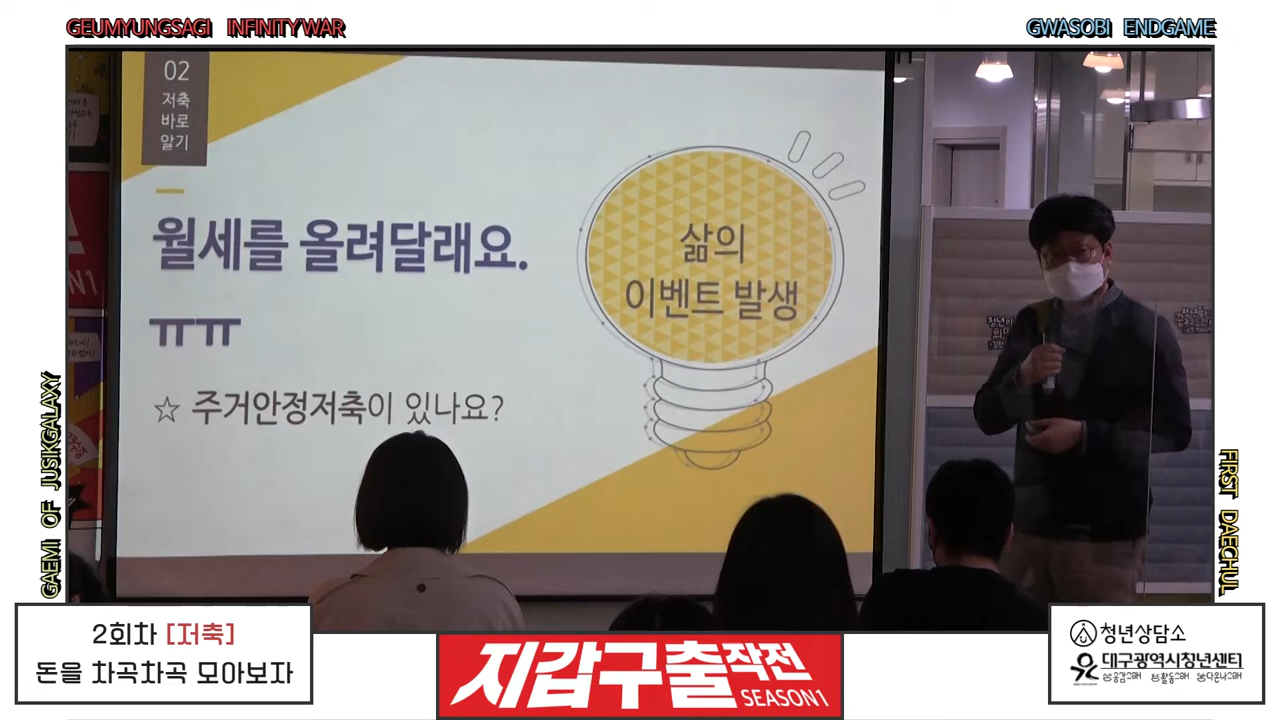 GEUMYUNGSAGI INFINITY WAR
GWASOBI ENDGAME
02
저축
바로
알기
월세를 올려달래요.
ㅠㅠ
☆ 주거안정저축이 있나요?
삶의
이벤트 발생
GAEMI OF JUSIKGALAXY
FIRST DAECHUL
2회차 [저축]
돈을 차곡차곡 모아보자
지갑구출작전
SEASON1
청년상담소
대구광역시청년센터